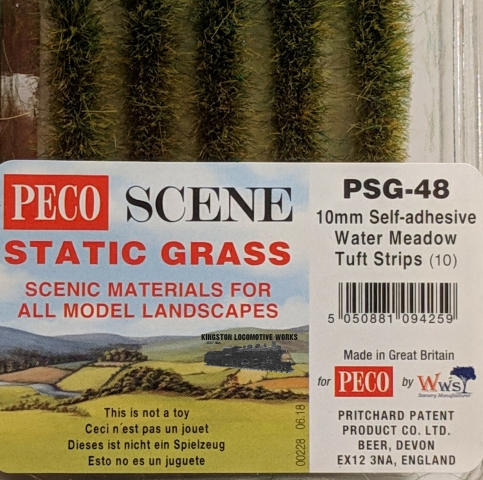 PECO SCENE
STATIC GRASS
SCENIC MATERIALS FOR
ALL MODEL LANDSCAPES
KINGSTON LOCOMOTIVE WORKS
This is not a toy
Ceci n'est pas un jouet
Dieses ist nicht ein Spielzeug
Esto no es un juguete
00228 06.18
PSG-48
10mm Self-adhesive
Water Meadow
Tuft Strips (10)
5 050881 094259
Made in Great Britain
for PECO by WWS
Scenery Manufacturer
PRITCHARD PATENT
PRODUCT CO. LTD.
BEER, DEVON
EX12 3NA, ENGLAND